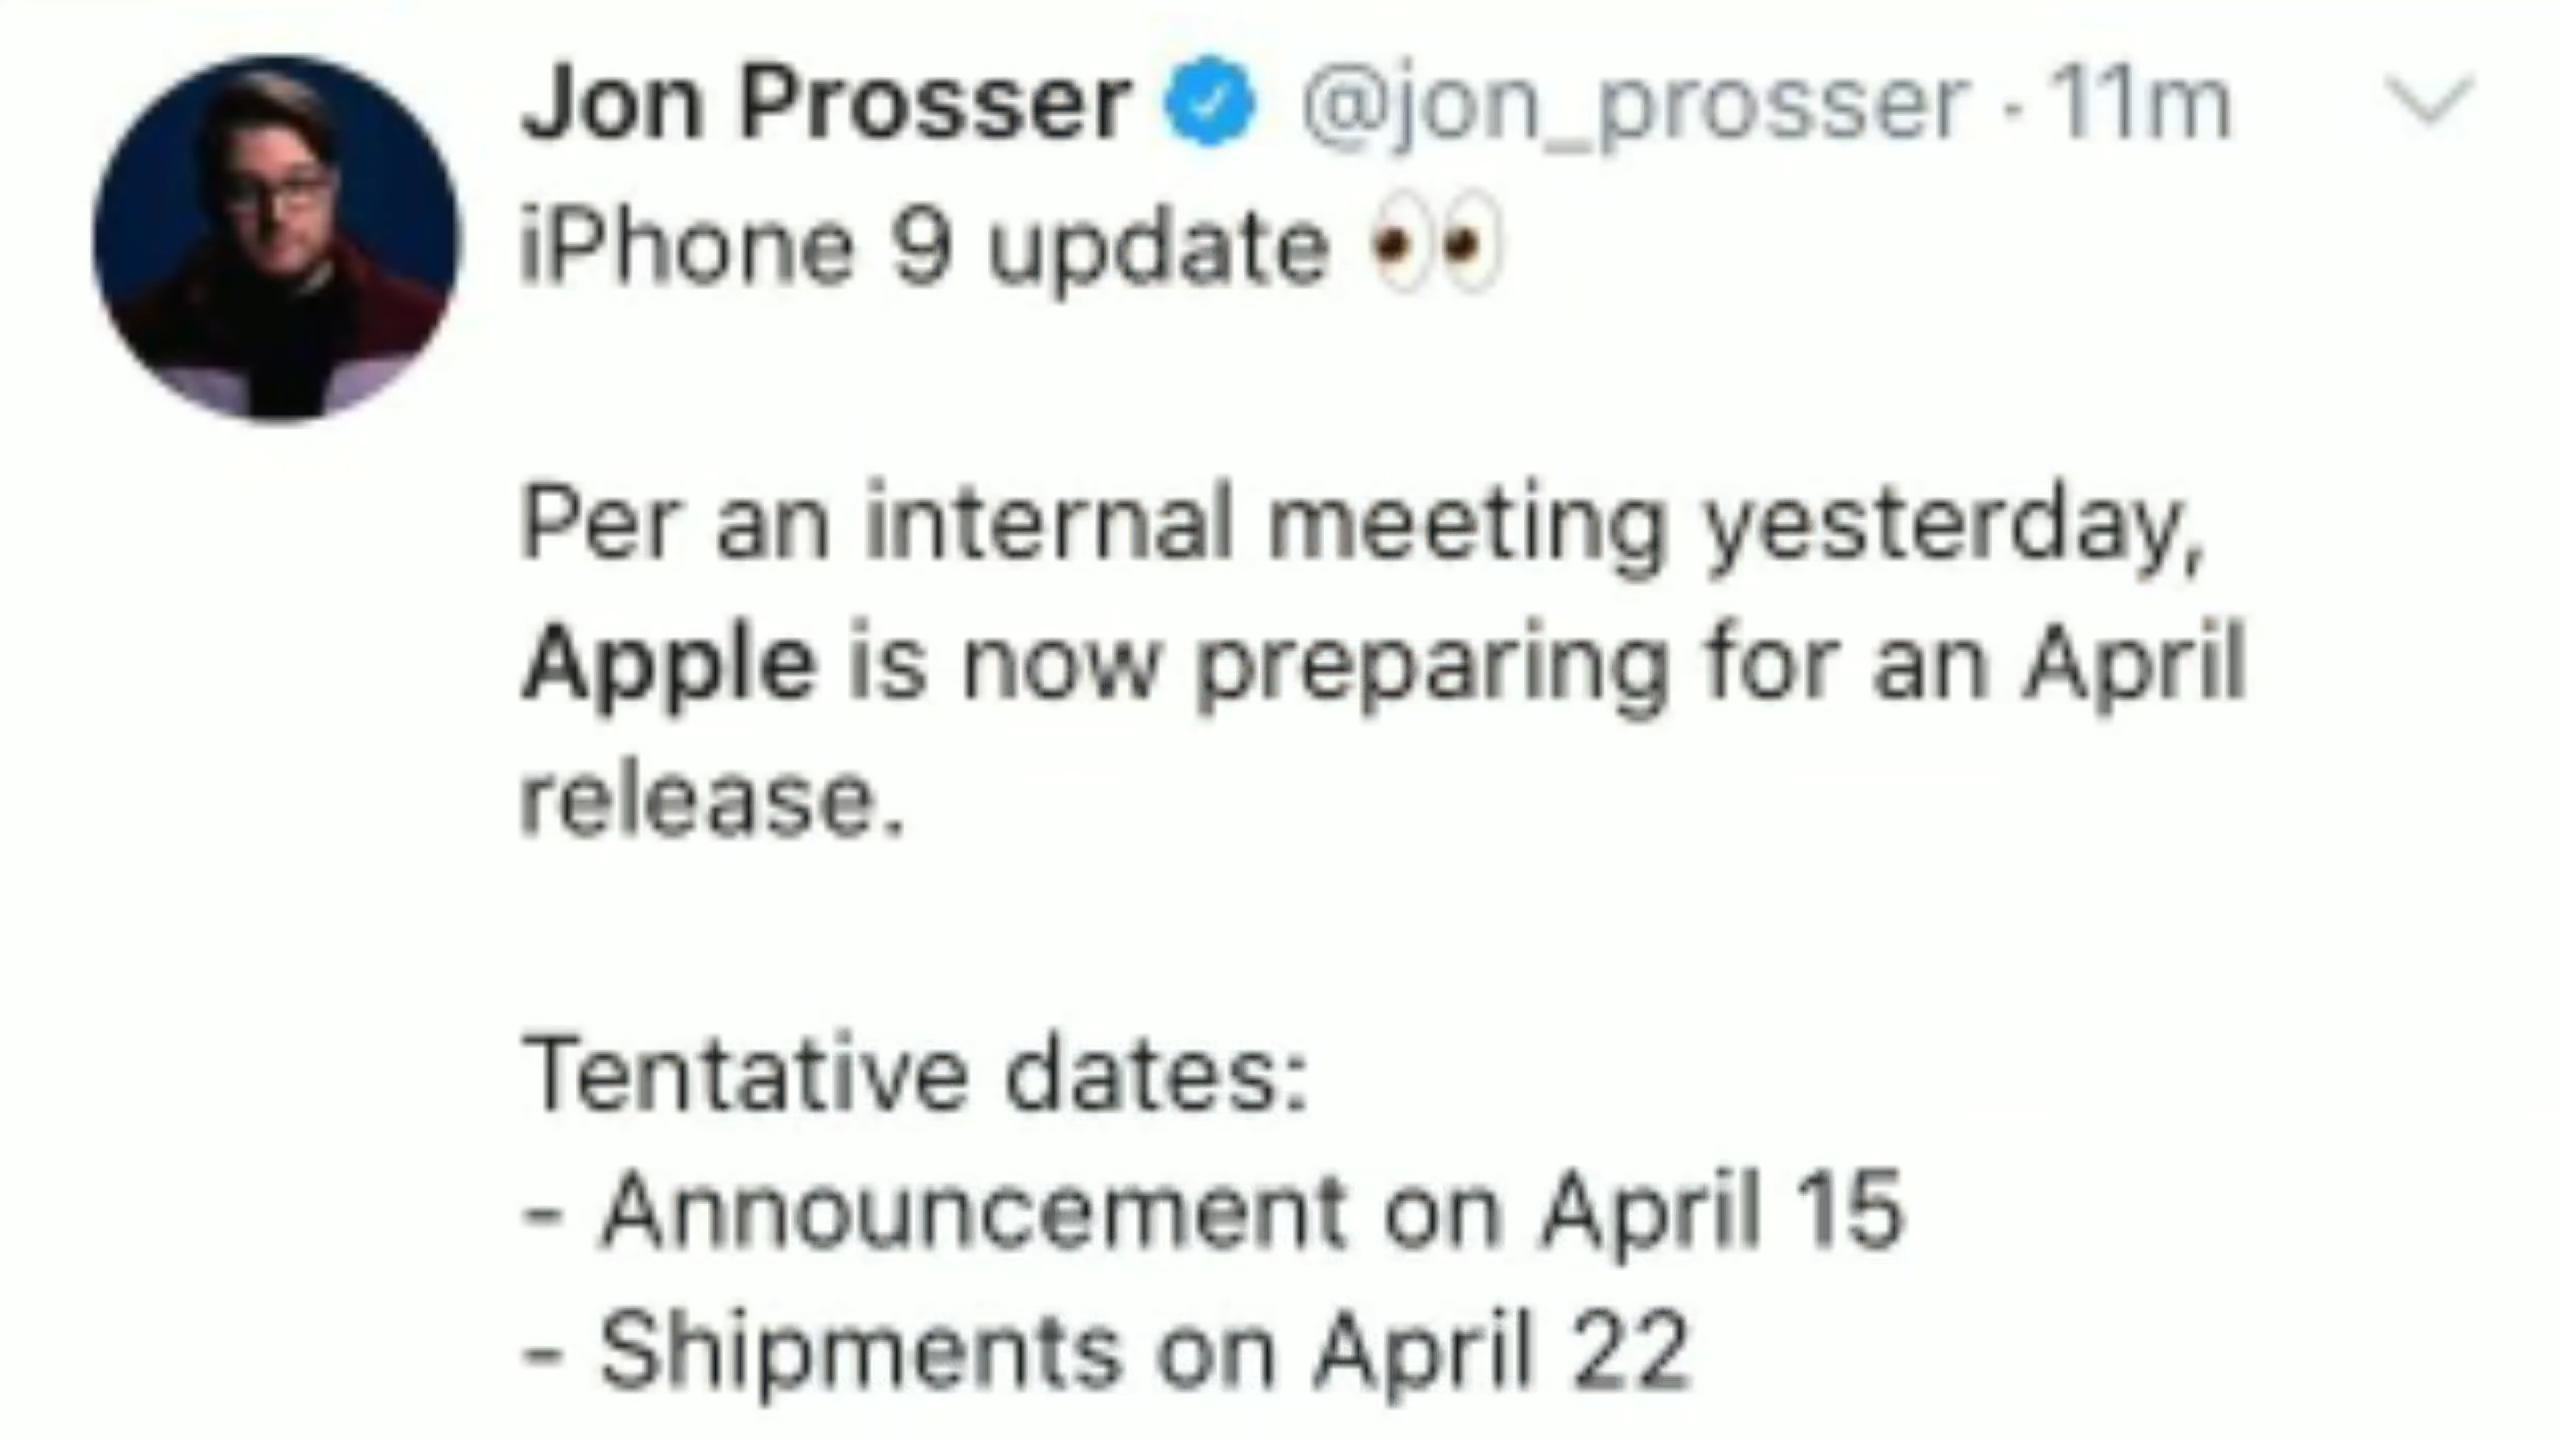 Jon Prosser @jon_prosser · 11m
iPhone 9 update 👀
Per an internal meeting yesterday,
Apple is now preparing for an April
release.
Tentative dates:
- Announcement on April 15
- Shipments on April 22